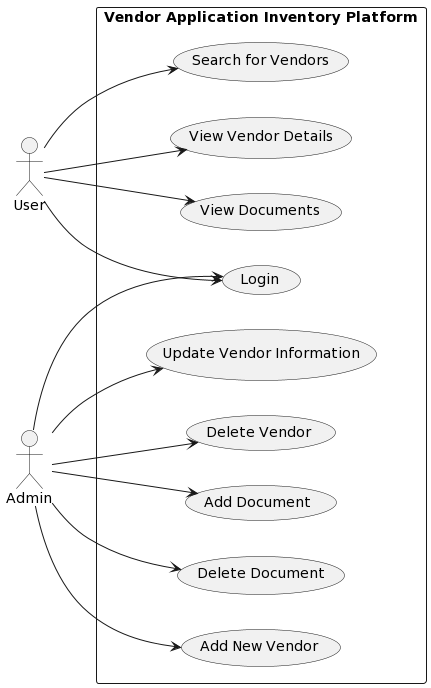 Vendor Application Inventory Platform
Search for Vendors
View Vendor Details
View Documents
User
Login
Update Vendor Information
Delete Vendor
Admin
Add Document
Delete Document
Add New Vendor